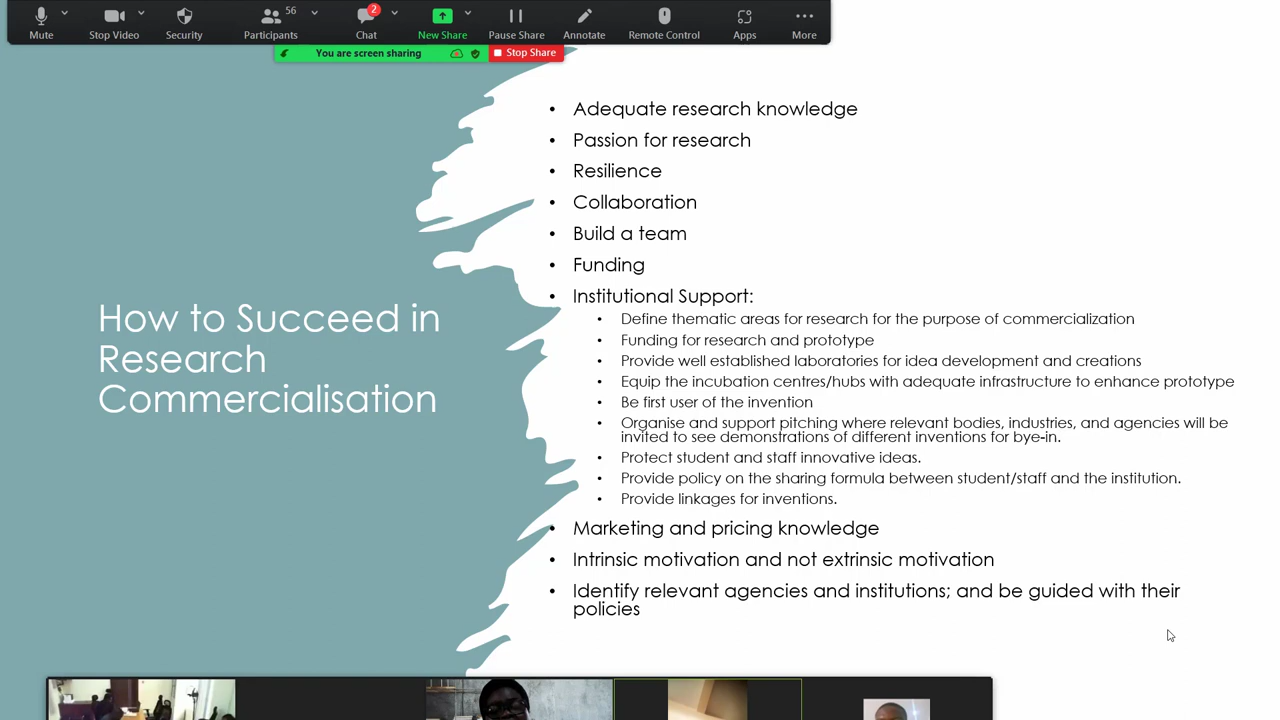 56
2
Mute
Stop Video
Security
Participants
Chat
New Share
Pause Share
Annotate
Remote Control
Apps
More
You are screen sharing
Stop Share
How to Succeed in
Research
Commercialisation
• Adequate research knowledge
• Passion for research
• Resilience
• Collaboration
• Build a team
• Funding
• Institutional Support:
• Define thematic areas for research for the purpose of commercialization
• Funding for research and prototype
• Provide well established laboratories for idea development and creations
• Equip the incubation centres/hubs with adequate infrastructure to enhance prototype
• Be first user of the invention
• Organise and support pitching where relevant bodies, industries, and agencies will be
invited to see demonstrations of different inventions for bye-in.
• Protect student and staff innovative ideas.
• Provide policy on the sharing formula between student/staff and the institution.
• Provide linkages for inventions.
• Marketing and pricing knowledge
• Intrinsic motivation and not extrinsic motivation
• Identify relevant agencies and institutions; and be guided with their
policies